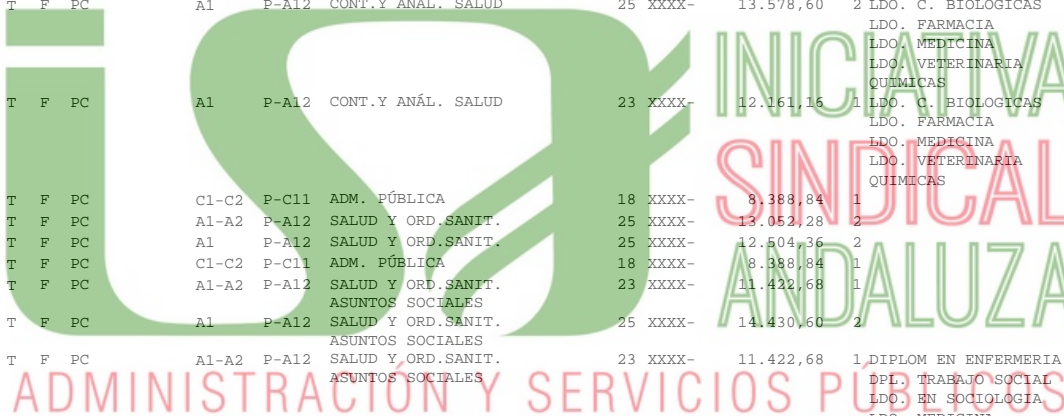 T F PC A1 P-A12 CONT.Y ANÁL. SALUD 25 XXXX- 13.578,60 2 LDO. C. BIOLOGICAS
LDO. FARMACIA
LDO. MEDICINA
LDO. VETERINARIA
QUIMICAS
T F PC A1 P-A12 CONT.Y ANÁL. SALUD 23 XXXX- 12.161,16 1 LDO. C. BIOLOGICAS
LDO. FARMACIA
LDO. MEDICINA
LDO. VETERINARIA
QUIMICAS
T F PC C1-C2 P-C11 ADM. PÚBLICA 18 XXXX- 8.388,84 1
T F PC A1-A2 P-A12 SALUD Y ORD.SANIT. 25 XXXX- 13.052,28 2
T F PC A1 P-A12 SALUD Y ORD.SANIT. 25 XXXX- 12.504,36 2
T F PC C1-C2 P-C11 ADM. PÚBLICA 18 XXXX- 8.388,84 1
T F PC A1-A2 P-A12 SALUD Y ORD.SANIT. 23 XXXX- 11.422,68 1
ASUNTOS SOCIALES
T F PC A1 P-A12 SALUD Y ORD.SANIT. 25 XXXX- 14.430,60 2
ASUNTOS SOCIALES
T F PC A1-A2 P-A12 SALUD Y ORD.SANIT. 23 XXXX- 11.422,68 1 DIPLOM EN ENFERMERIA
ASUNTOS SOCIALES DPL. TRABAJO SOCIAL
LDO. EN SOCIOLOGIA
LDO. MEDICINA
isa
INICIATIVA
SINDICAL
ANDALUZA
ADMINISTRACIÓN Y SERVICIOS PÚBLICOS